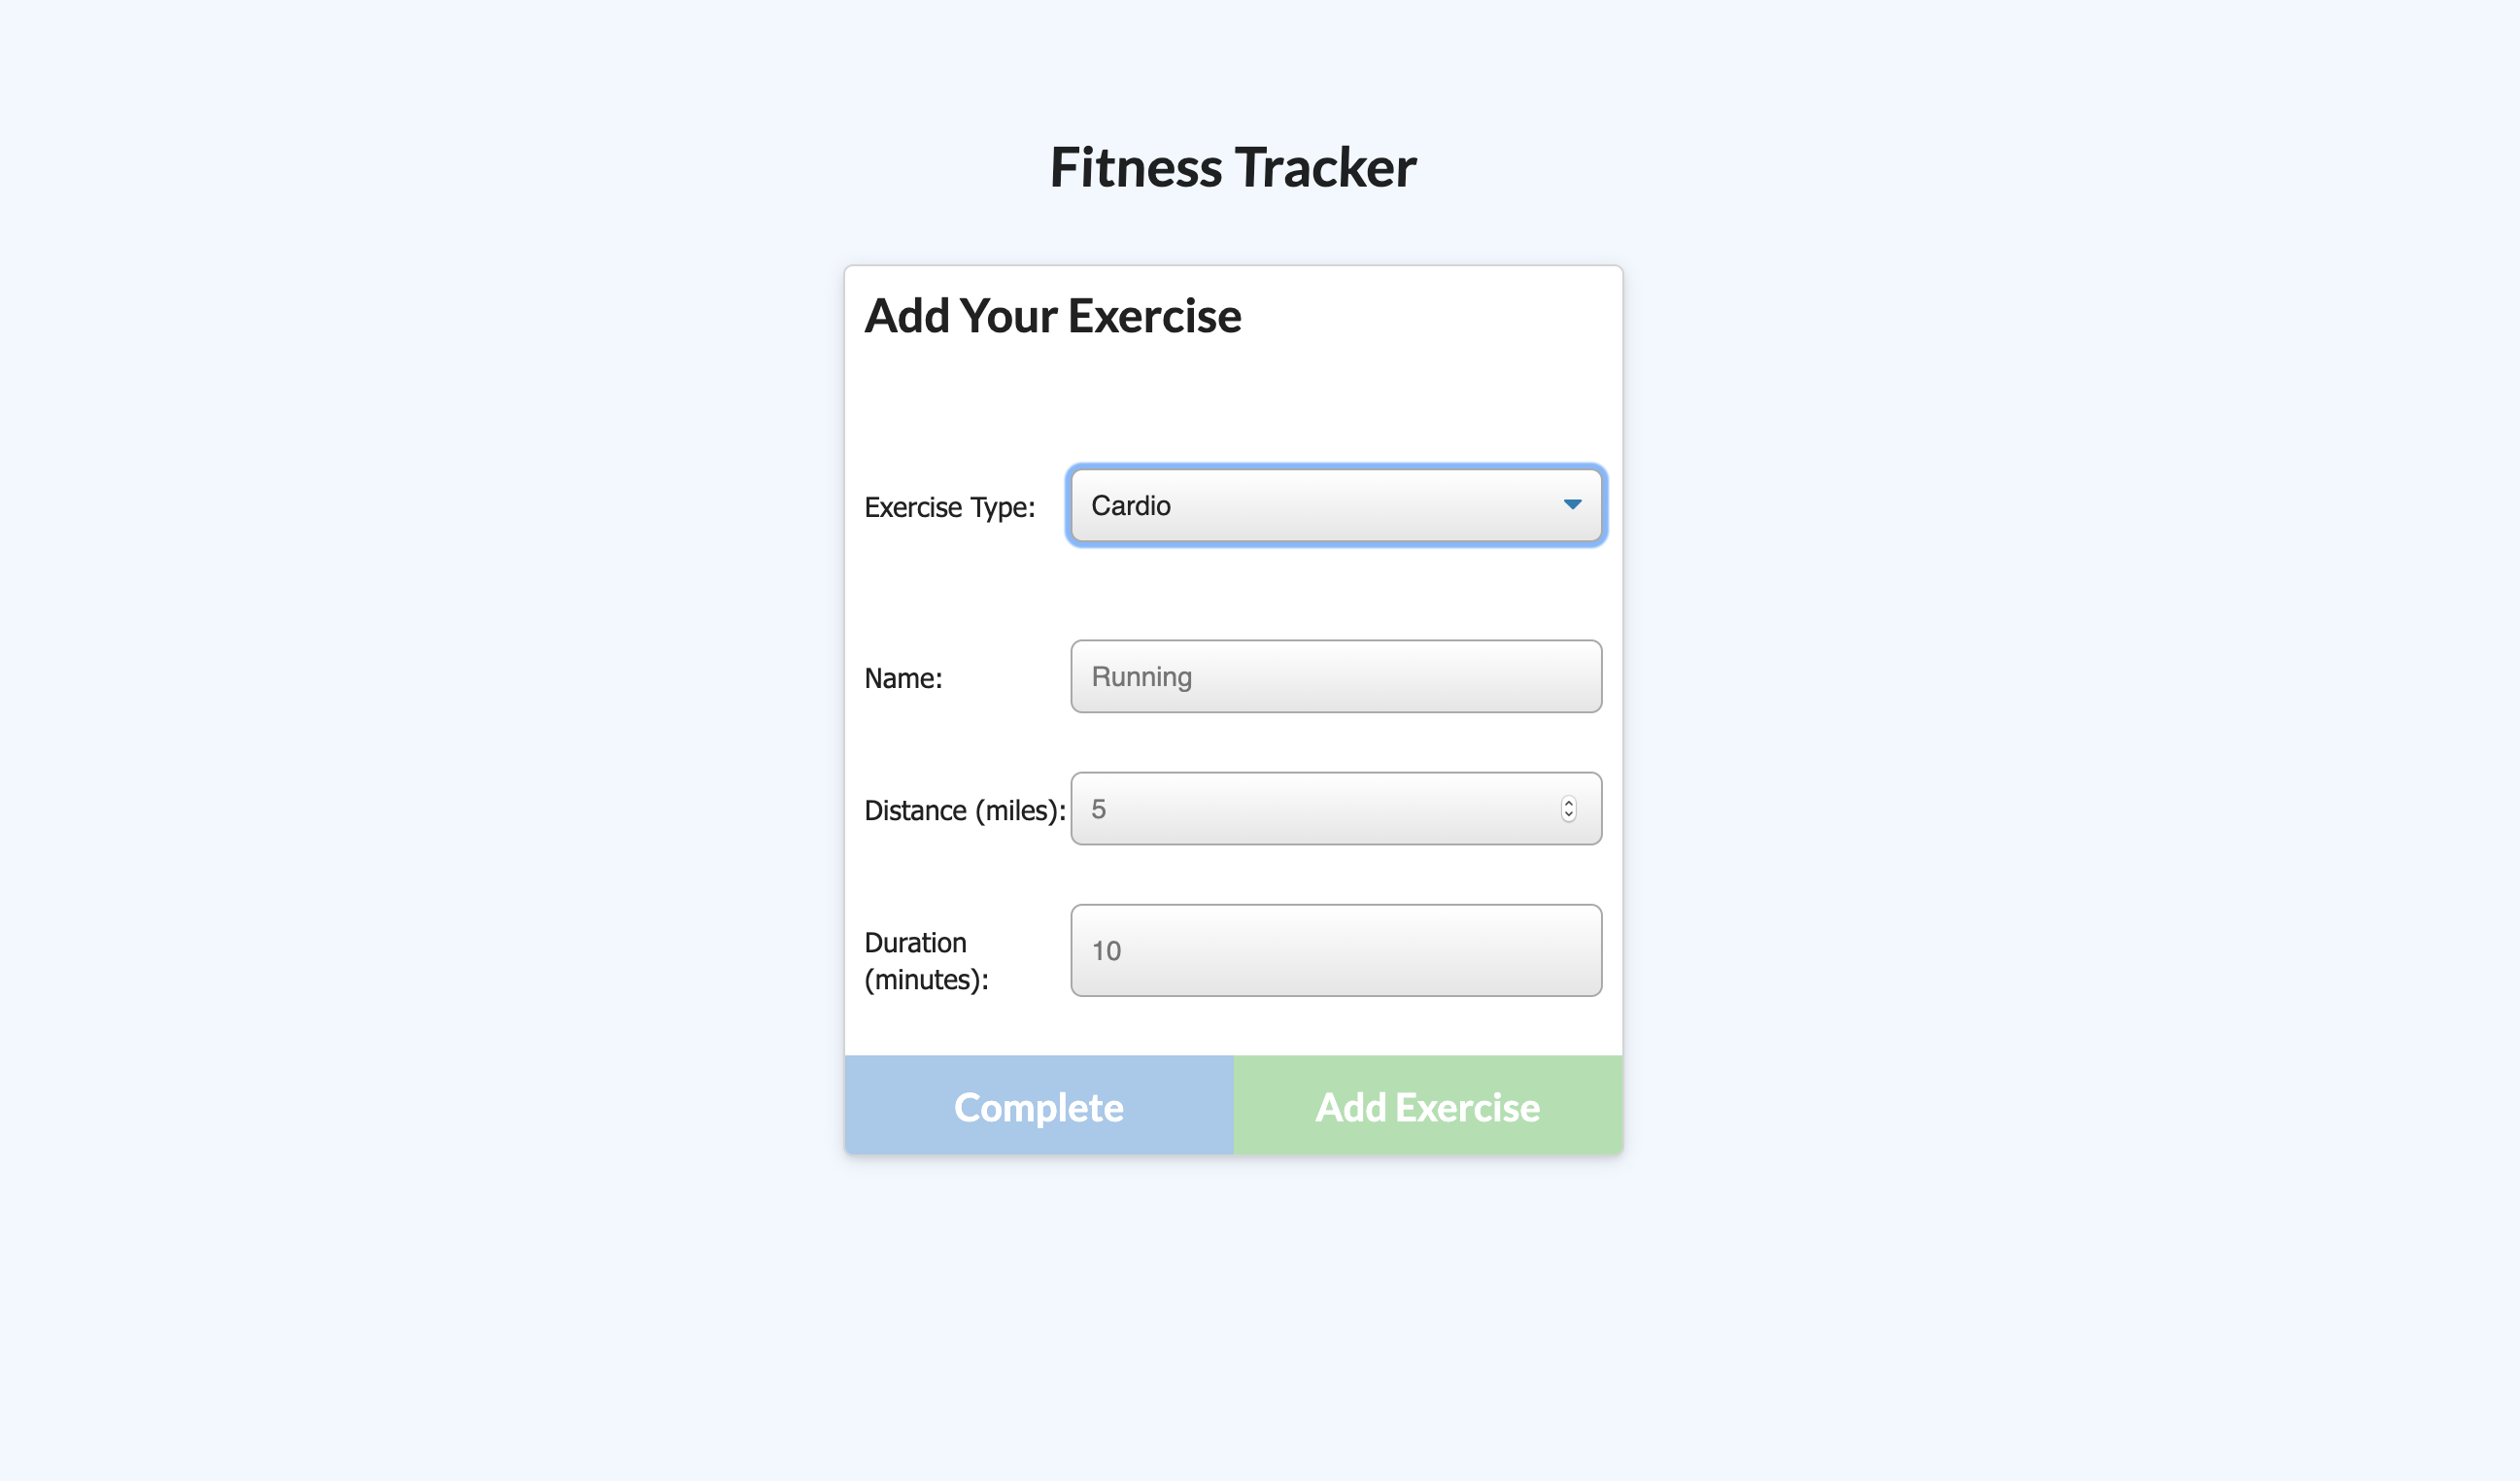 Fitness Tracker
Add Your Exercise
Exercise Type: Cardio
Name: Running
Distance (miles): 5
Duration
(minutes): 10
Complete Add Exercise